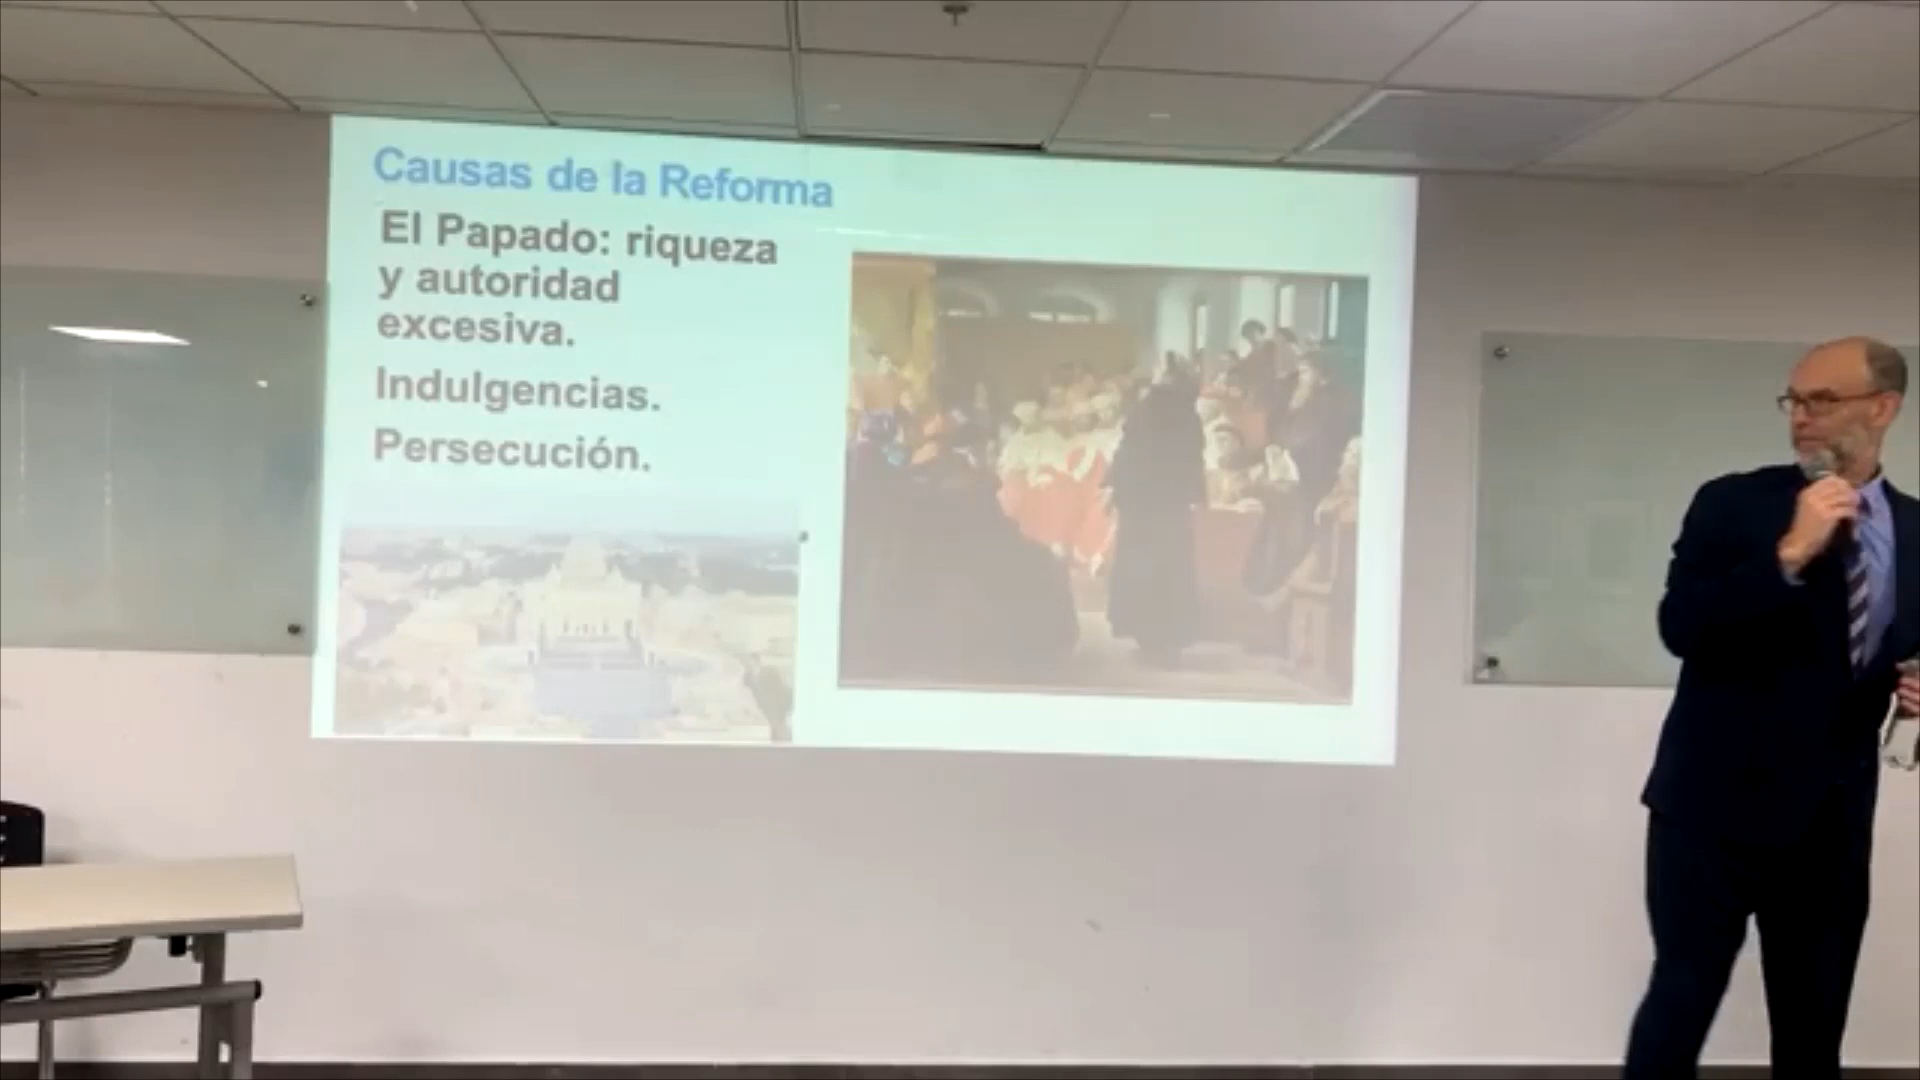 Causas de la Reforma
El Papado: riqueza
y autoridad
excesiva.
Indulgencias.
Persecución.